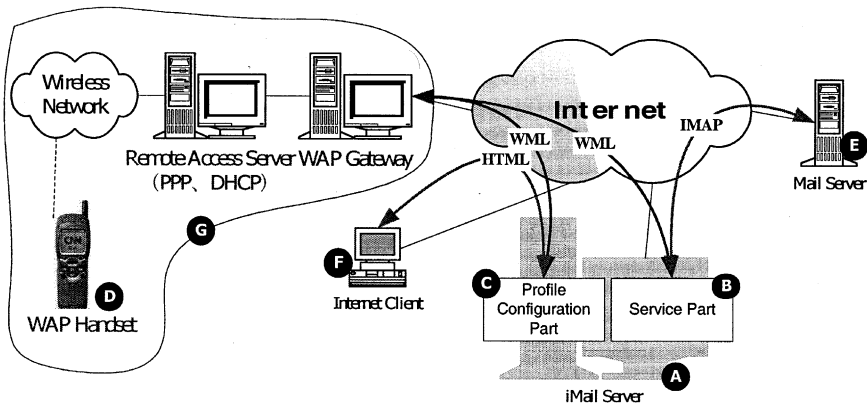 Wireless
Network
Remote Access Server
(PPP、DHCP)
WAP Gateway
Internet
WML
HTML
WML
IMAP
E
Mail Server
G
D
WAP Handset
F
Internet Client
C
Profile
Configuration
Part
B
Service Part
A
iMail Server